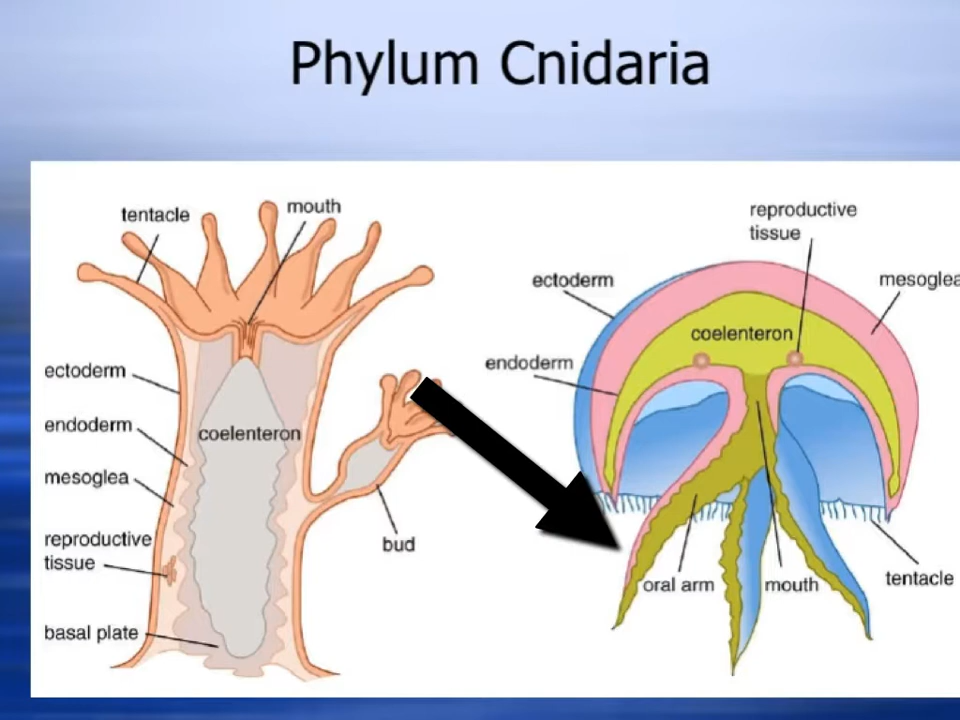 Phylum Cnidaria
tentacle
mouth
ectoderm
endoderm
coelenteron
mesoglea
reproductive
tissue
basal plate
bud
reproductive
tissue
ectoderm
mesoglea
coelenteron
endoderm
oral arm
mouth
tentacle